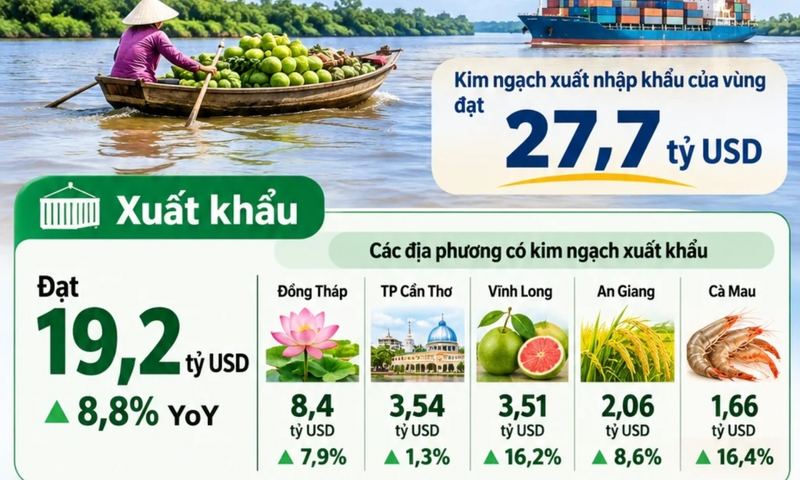 Kim ngạch xuất nhập khẩu của vùng
đạt
27,7 tỷ USD
Xuất khẩu
Các địa phương có kim ngạch xuất khẩu
Đạt
19,2 tỷ USD
▲ 8,8% YoY
Đồng Tháp
8,4
tỷ USD
▲ 7,9%
TP Cần Thơ
3,54
tỷ USD
▲ 1,3%
Vĩnh Long
3,51
tỷ USD
▲ 16,2%
An Giang
2,06
tỷ USD
▲ 8,6%
Cà Mau
1,66
tỷ USD
▲ 16,4%